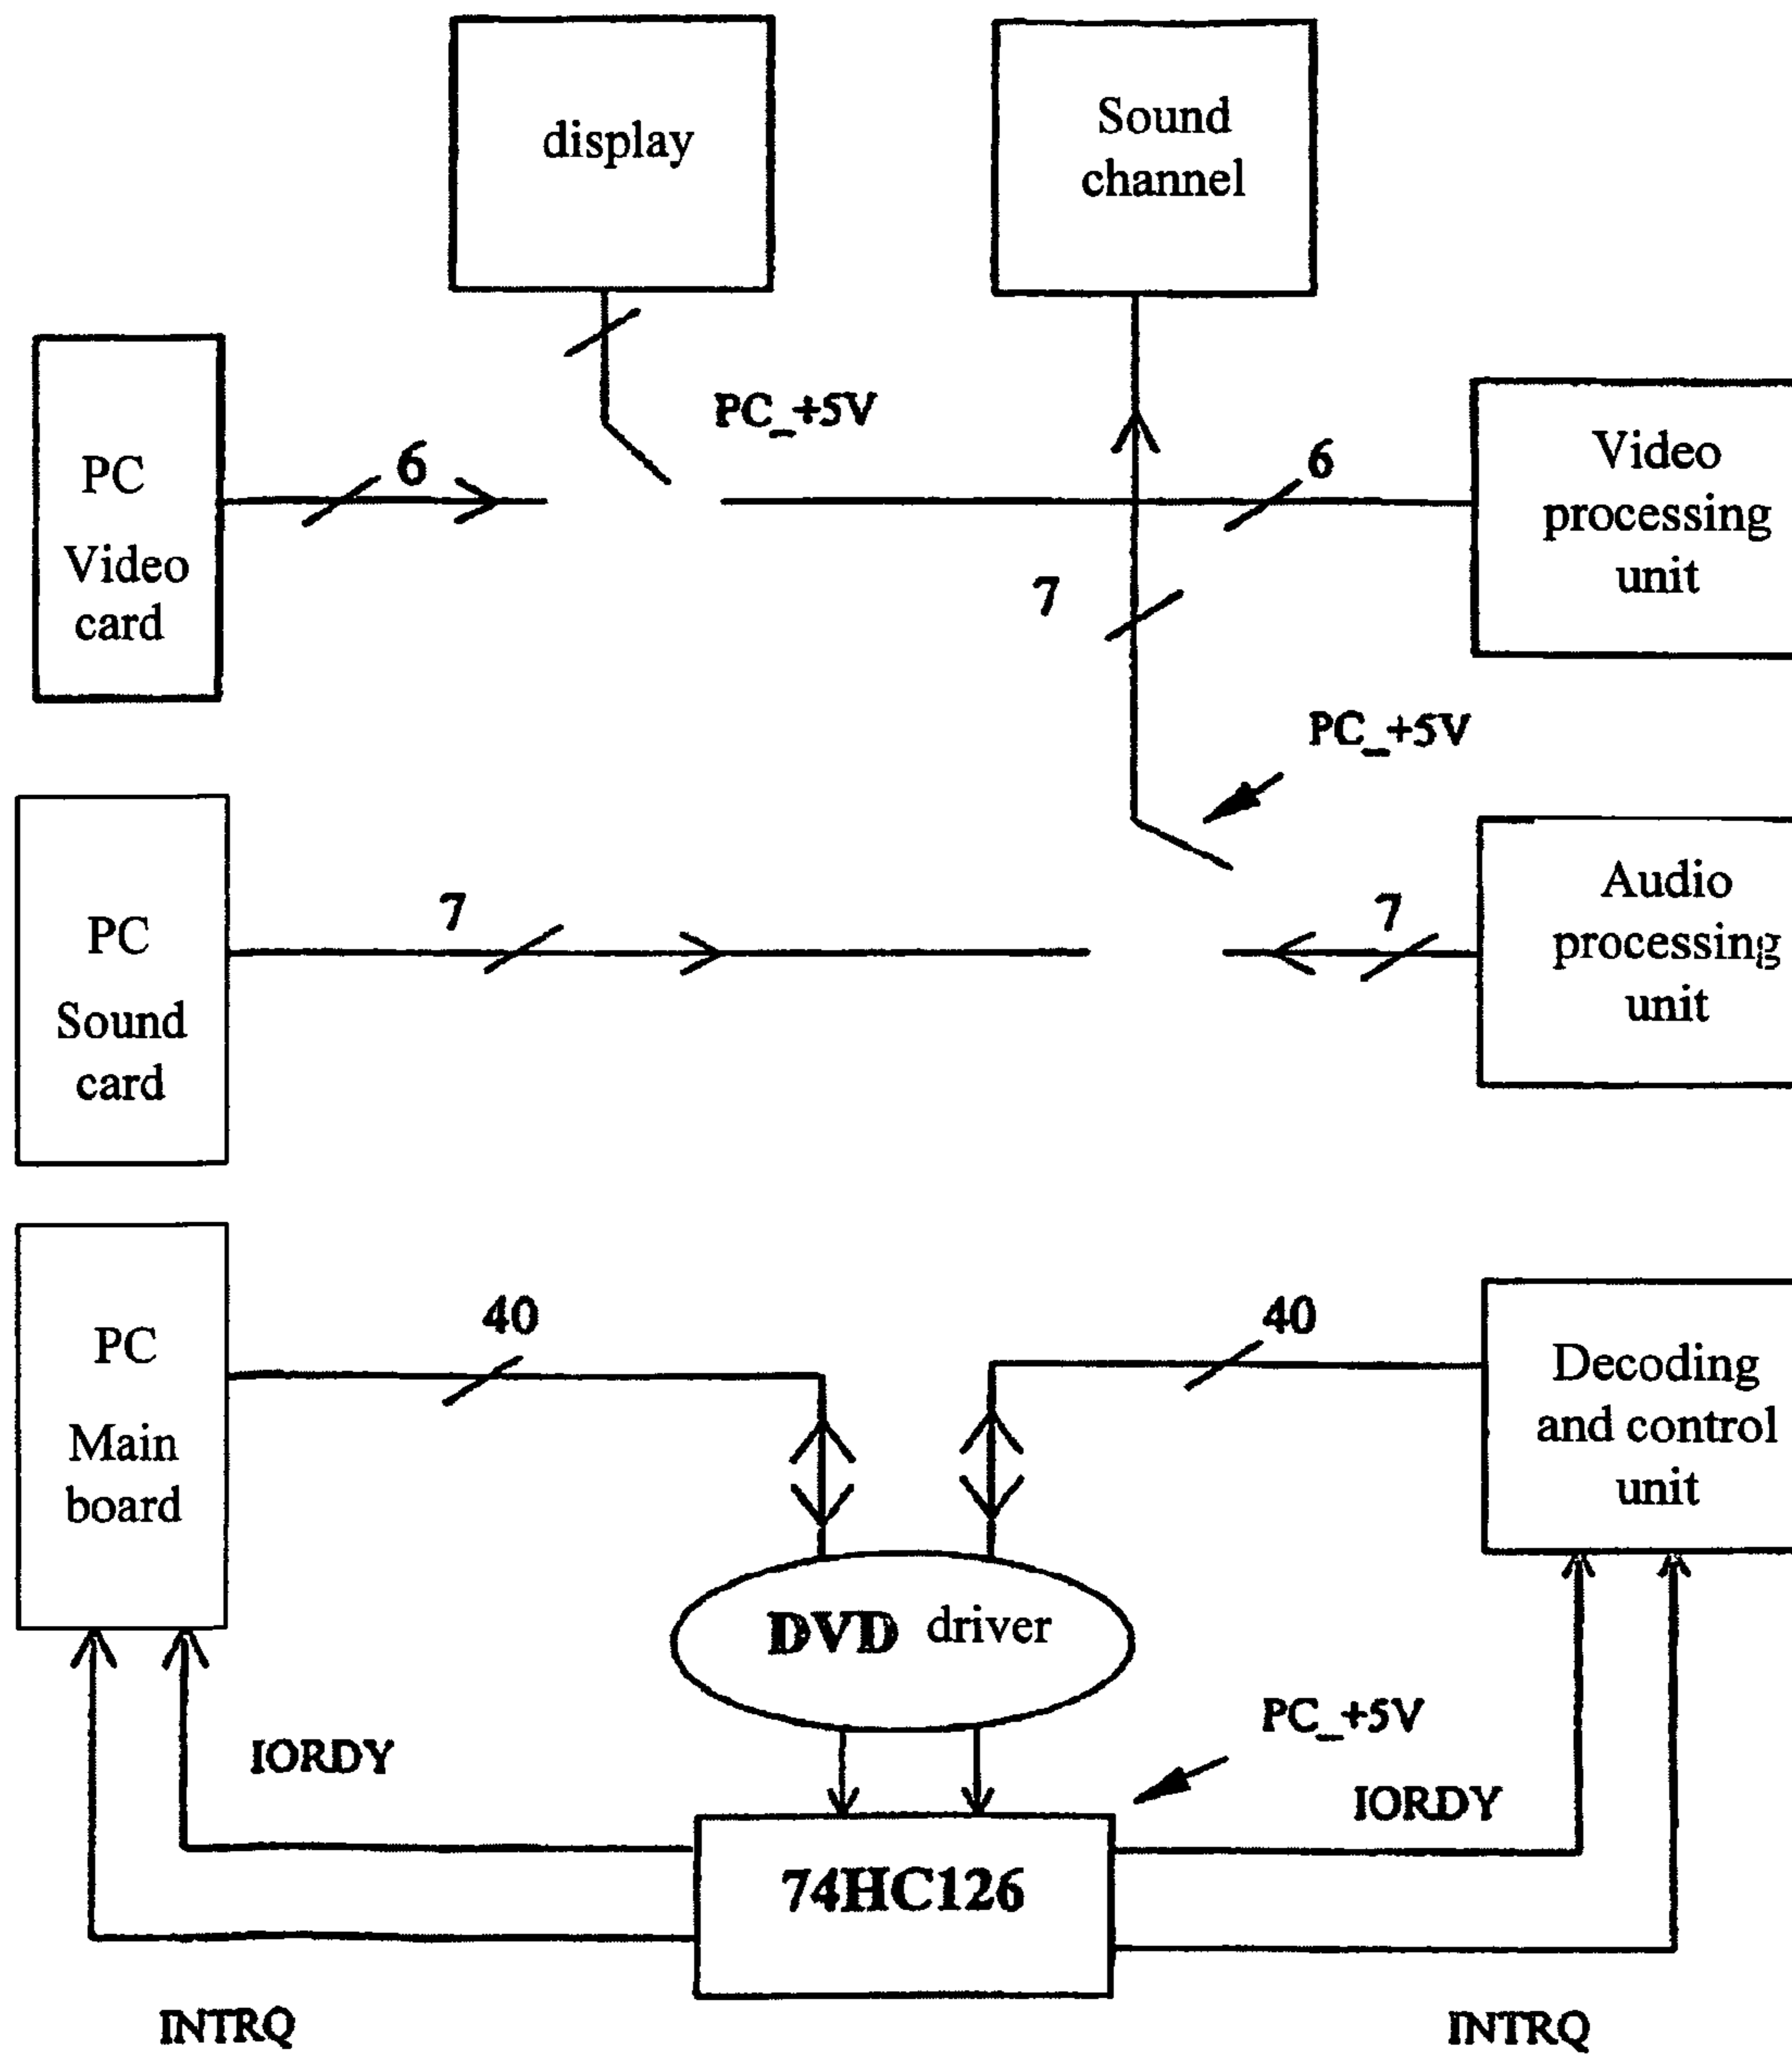 display
Sound
channel
PC_+5V
PC
Video
card
6
6
Video
processing
unit
7
PC_+5V
PC
Sound
card
7
7
Audio
processing
unit
PC
Main
board
40
40
Decoding
and control
unit
DVD driver
PC_+5V
IORDY
IORDY
74HC126
INTRQ
INTRQ